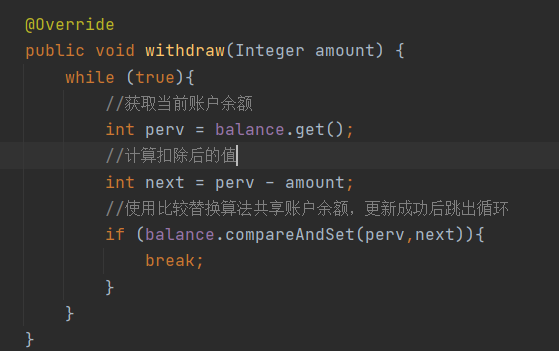 @Override
public void withdraw(Integer amount) {
while (true){
//获取当前账户余额
int perv = balance.get();
//计算扣除后的值
int next = perv - amount;
//使用比较替换算法共享账户余额，更新成功后跳出循环
if (balance.compareAndSet(perv,next)){
break;
}
}
}